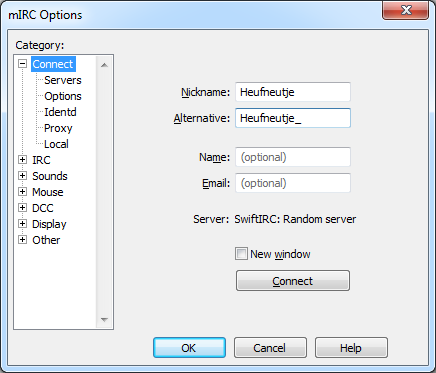 mIRC Options
Category:
Connect
Servers
Options
Identd
Proxy
Local
IRC
Sounds
Mouse
DCC
Display
Other
Nickname: Heufneutje
Alternative: Heufneutje_
Name: (optional)
Email: (optional)
Server: SwiftIRC: Random server
New window
Connect
OK Cancel Help